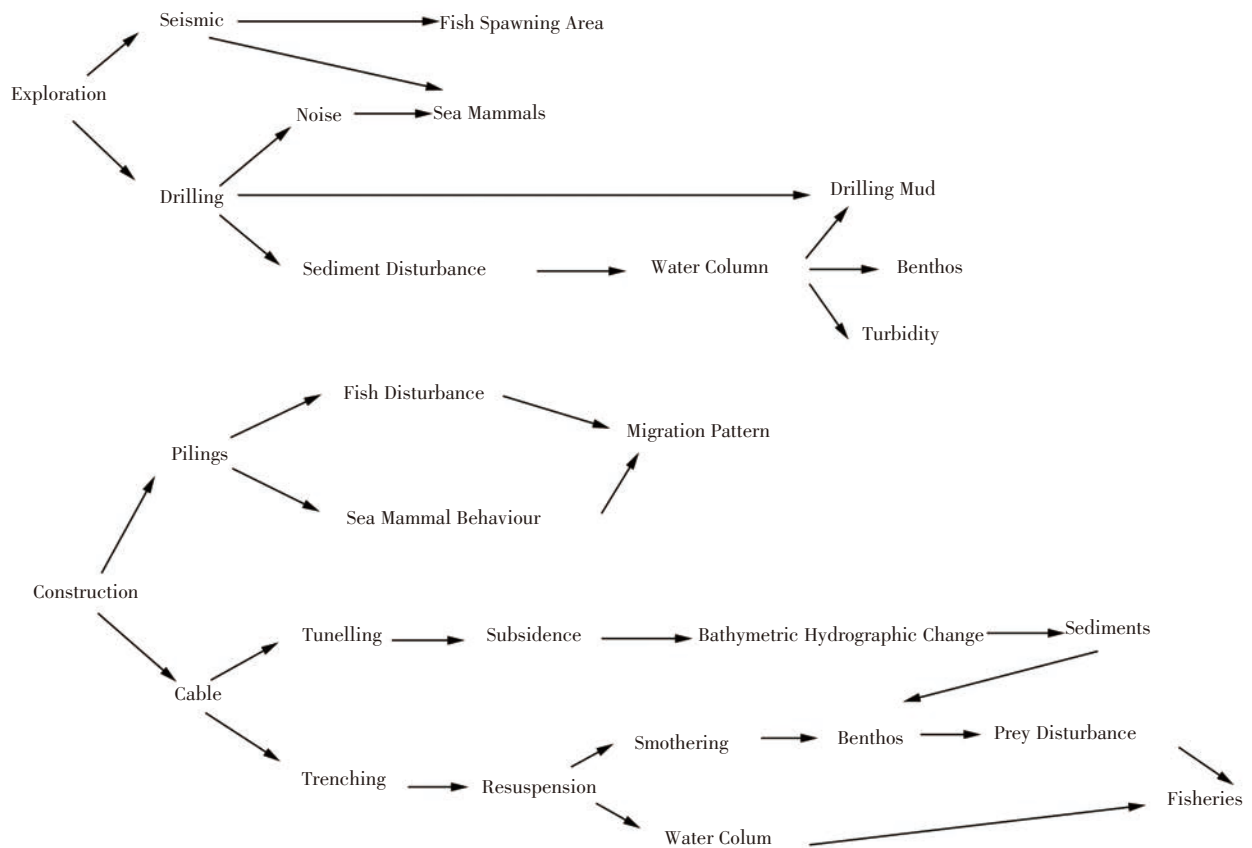 Seismic
Fish Spawning Area
Exploration
Noise
Sea Mammals
Drilling
Drilling Mud
Sediment Disturbance
Water Column
Benthos
Turbidity
Fish Disturbance
Migration Pattern
Pilings
Sea Mammal Behaviour
Construction
Tunelling
Subsidence
Bathymetric Hydrographic Change
Sediments
Cable
Smothering
Benthos
Prey Disturbance
Trenching
Resuspension
Fisheries
Water Colum